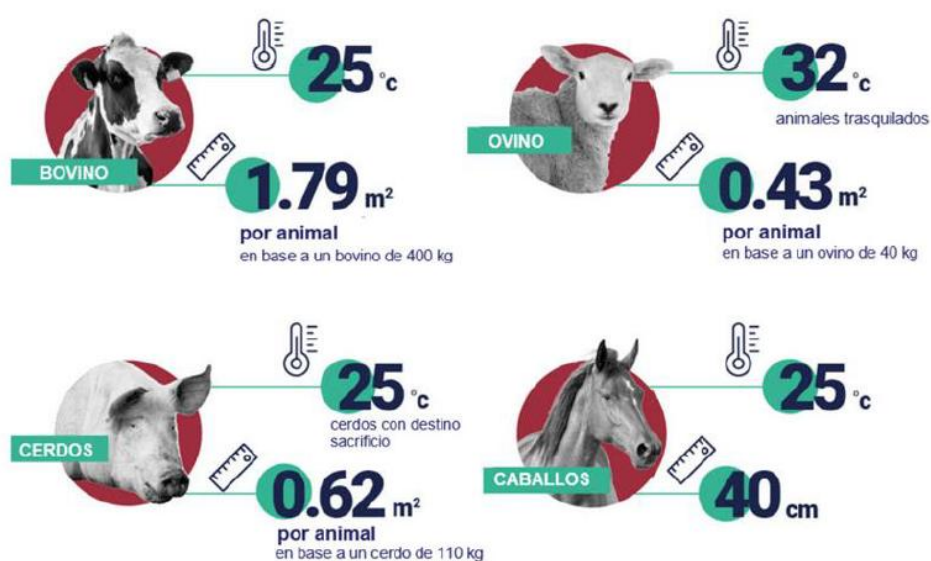 25 °c
BOVINO
1.79 m²
por animal
en base a un bovino de 400 kg
32 °c
animales trasquilados
OVINO
0.43 m²
por animal
en base a un ovino de 40 kg
25 °c
cerdos con destino
sacrificio
CERDOS
0.62 m²
por animal
en base a un cerdo de 110 kg
25 °c
CABALLOS
40 cm